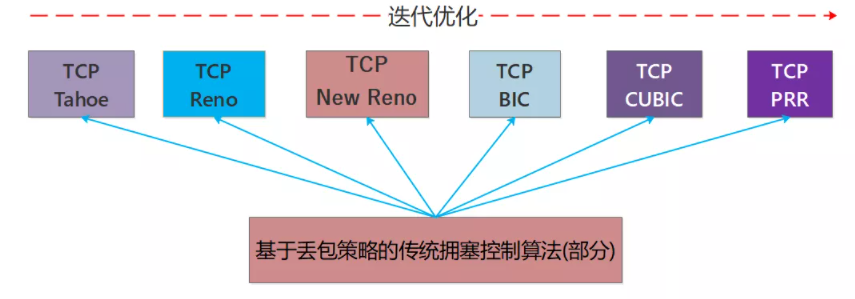 迭代优化
TCP
Tahoe
TCP
Reno
TCP
New Reno
TCP
BIC
TCP
CUBIC
TCP
PRR
基于丢包策略的传统拥塞控制算法(部分)